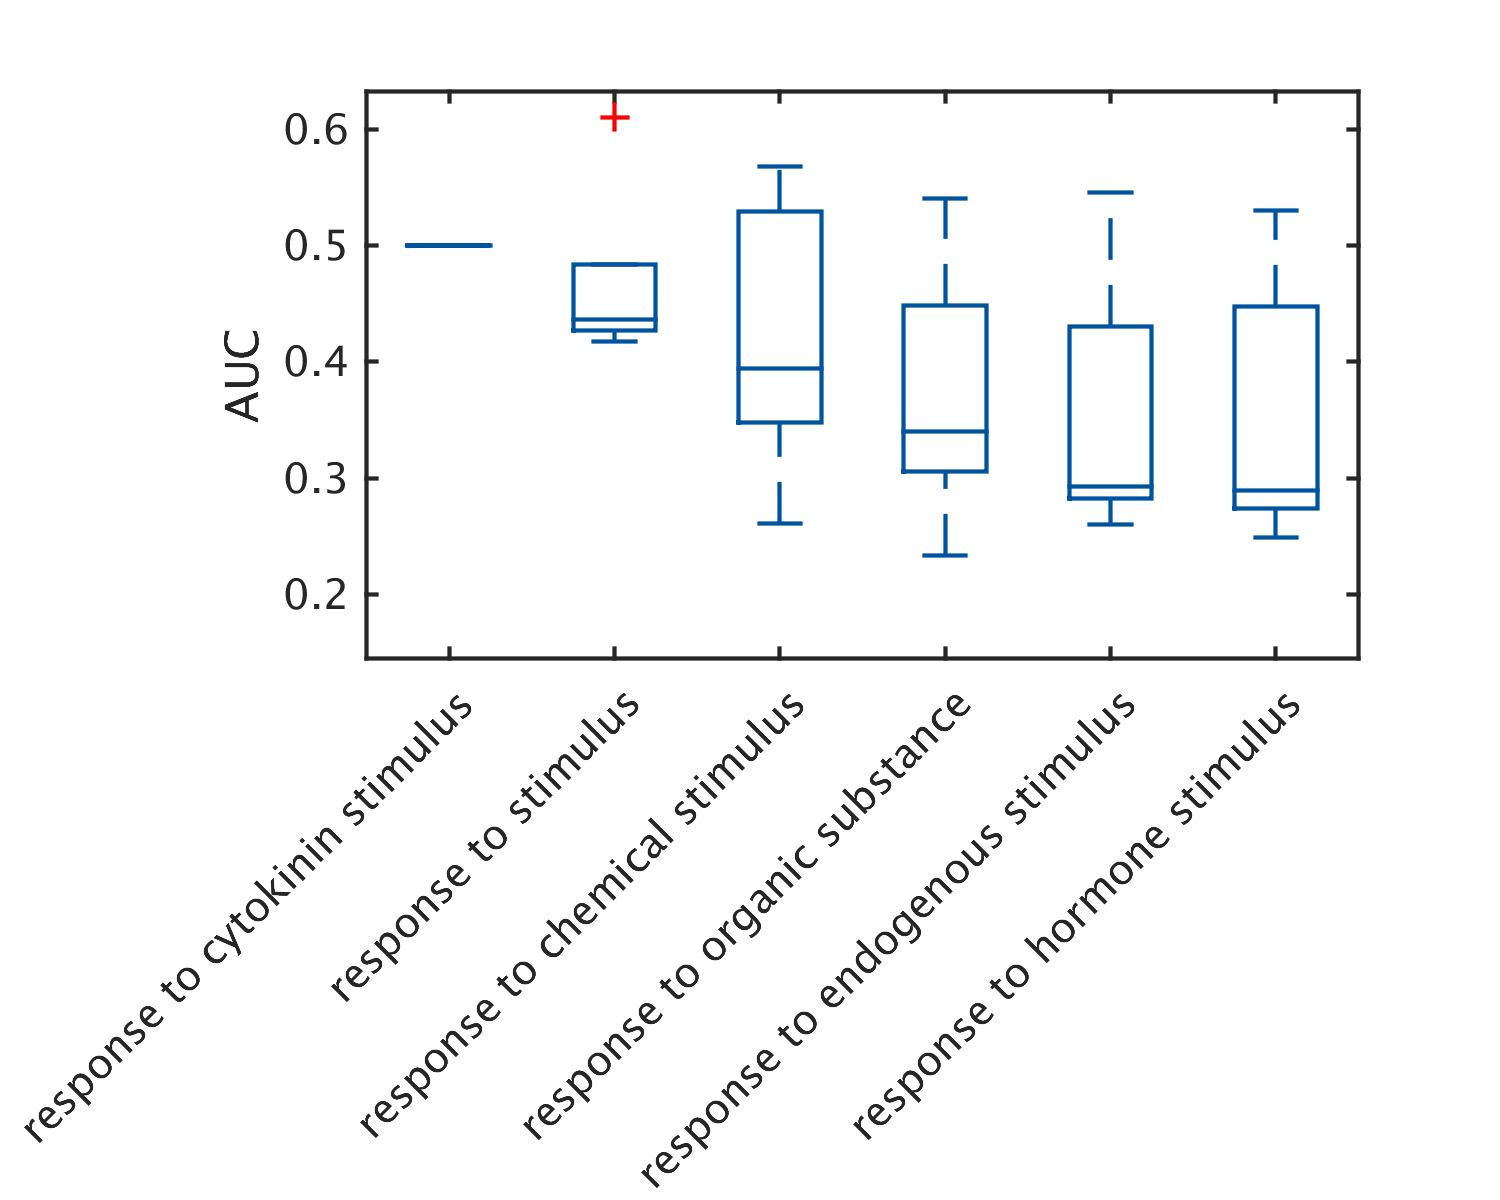 0.6
0.5
0.4
0.3
0.2
AUC
response to cytokinin stimulus
response to stimulus
response to chemical stimulus
response to organic substance
response to endogenous stimulus
response to hormone stimulus